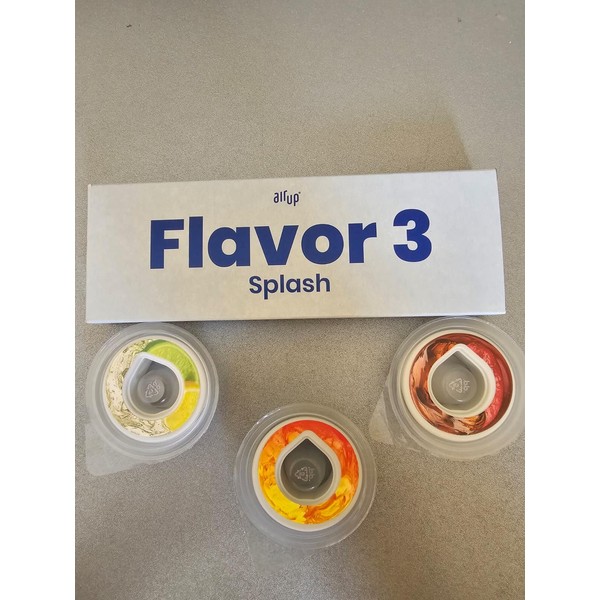 air up
Flavor 3
Splash